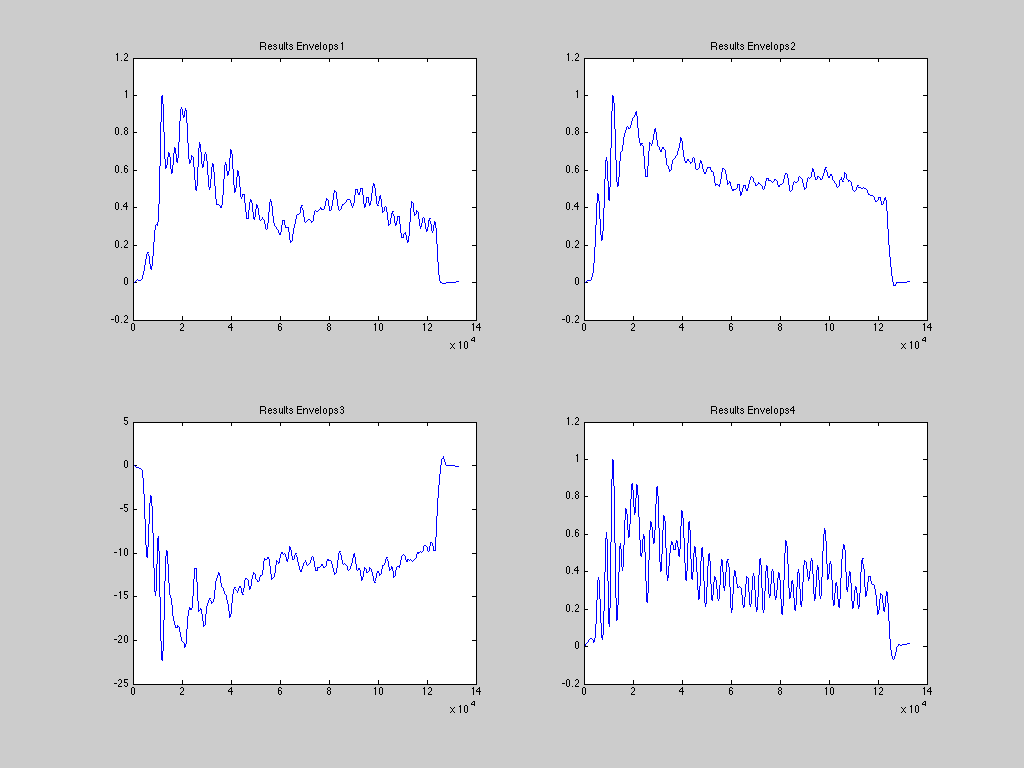 Results Envelops1
1.2
1
0.8
0.6
0.4
0.2
0
-0.2
0 2 4 6 8 10 12 14
x 10^4
Results Envelops2
1.2
1
0.8
0.6
0.4
0.2
0
-0.2
0 2 4 6 8 10 12 14
x 10^4
Results Envelops3
5
0
-5
-10
-15
-20
-25
0 2 4 6 8 10 12 14
x 10^4
Results Envelops4
1.2
1
0.8
0.6
0.4
0.2
0
-0.2
0 2 4 6 8 10 12 14
x 10^4